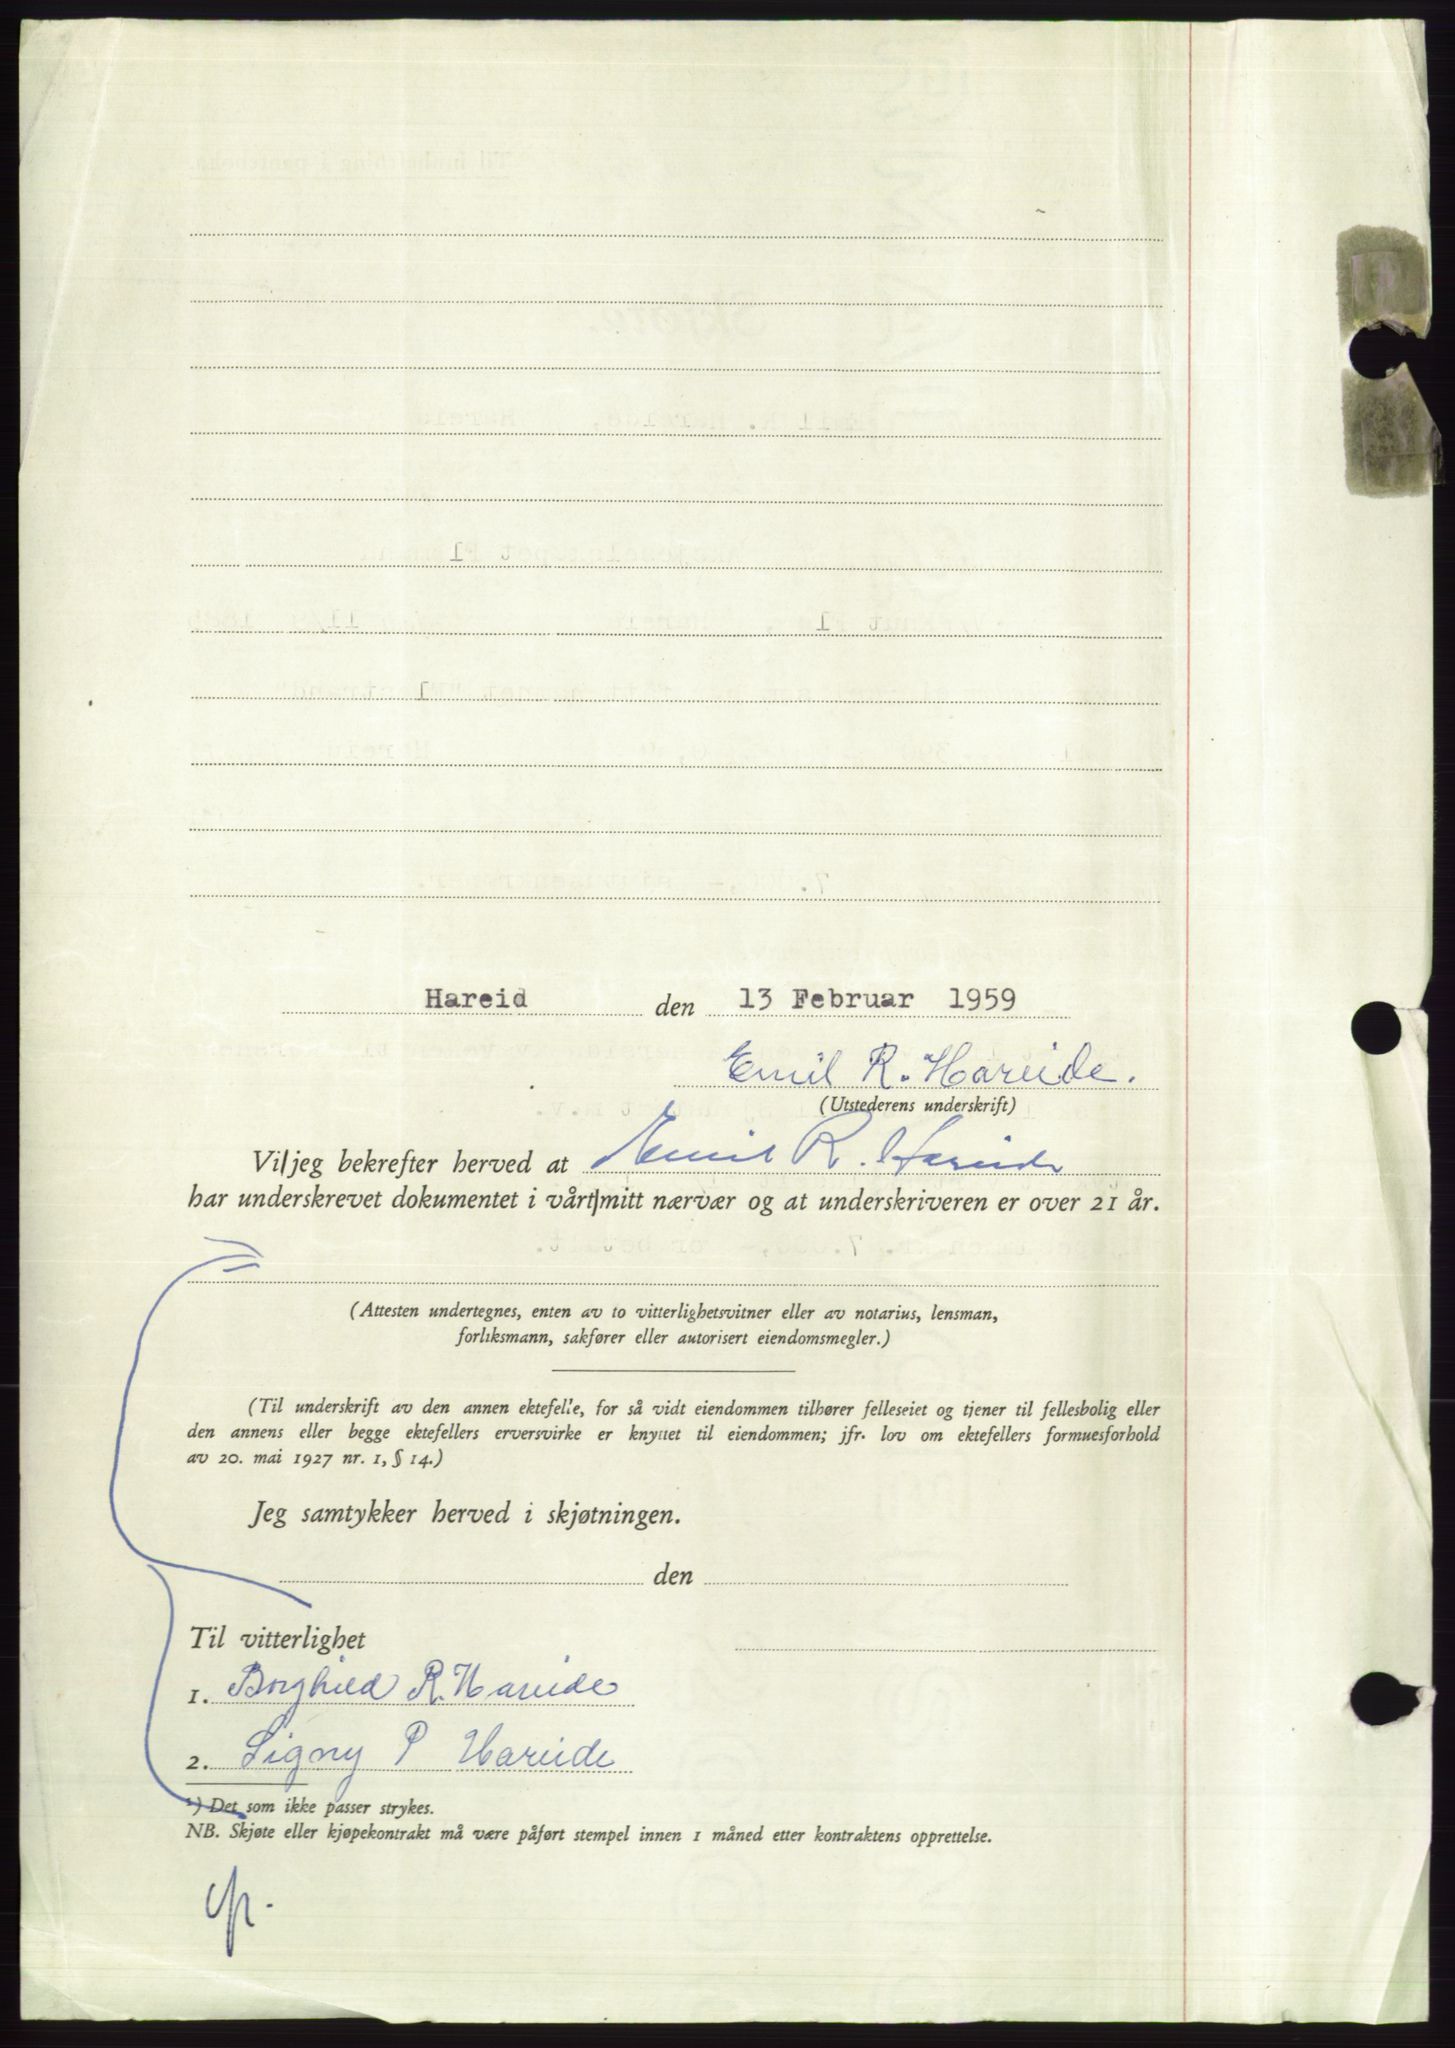 Hareid den 13 Februar 1959
Emil R. Hareide.
(Utstederens underskrift)
Vi/jeg bekrefter herved at Emil R. Hareide
har underskrevet dokumentet i vårt/mitt nærvær og at underskriveren er over 21 år.
(Attesten undertegnes, enten av to vitterlighetsvitner eller av notarius, lensman,
forliksmann, sakfører eller autorisert eiendomsmegler.)
(Til underskrift av den annen ektefelle, for så vidt eiendommen tilhører felleseiet og tjener til fellesbolig eller
den annens eller begge ektefellers erversvirke er knyttet til eiendommen; jfr. lov om ektefellers formuesforhold
av 20. mai 1927 nr. 1, § 14.)
Jeg samtykker herved i skjøtningen.
den
Til vitterlighet
1. Borghild R. Hareide
2. Signy P Hareide
¹) Det som ikke passer strykes.
NB. Skjøte eller kjøpekontrakt må være påført stempel innen 1 måned etter kontraktens opprettelse.